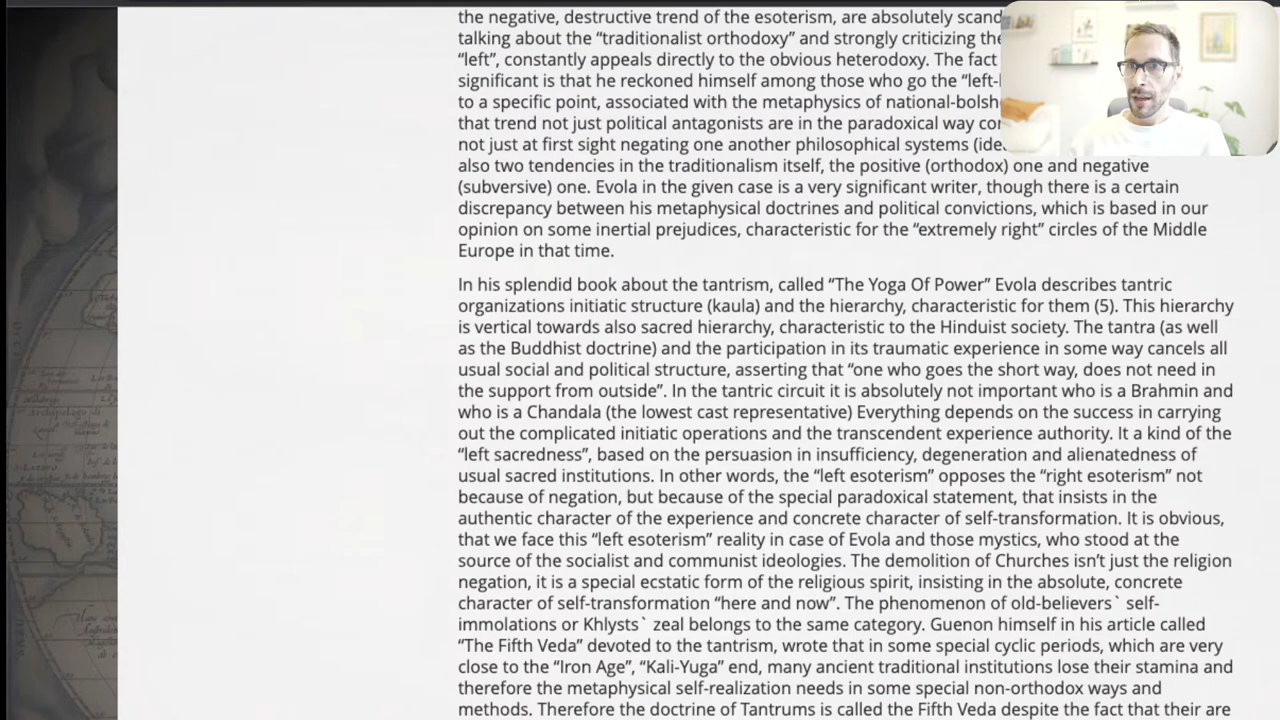 the negative, destructive trend of the esoterism, are absolutely scand
talking about the “traditionalist orthodoxy” and strongly criticizing the
“left”, constantly appeals directly to the obvious heterodoxy. The fact
significant is that he reckoned himself among those who go the “left-
to a specific point, associated with the metaphysics of national-bolsh
that trend not just political antagonists are in the paradoxical way co
not just at first sight negating one another philosophical systems (ide
also two tendencies in the traditionalism itself, the positive (orthodox) one and negative
(subversive) one. Evola in the given case is a very significant writer, though there is a certain
discrepancy between his metaphysical doctrines and political convictions, which is based in our
opinion on some inertial prejudices, characteristic for the “extremely right” circles of the Middle
Europe in that time.
In his splendid book about the tantrism, called “The Yoga Of Power” Evola describes tantric
organizations initiatic structure (kaula) and the hierarchy, characteristic for them (5). This hierarchy
is vertical towards also sacred hierarchy, characteristic to the Hinduist society. The tantra (as well
as the Buddhist doctrine) and the participation in its traumatic experience in some way cancels all
usual social and political structure, asserting that “one who goes the short way, does not need in
the support from outside”. In the tantric circuit it is absolutely not important who is a Brahmin and
who is a Chandala (the lowest cast representative) Everything depends on the success in carrying
out the complicated initiatic operations and the transcendent experience authority. It a kind of the
“left sacredness”, based on the persuasion in insufficiency, degeneration and alienatedness of
usual sacred institutions. In other words, the “left esoterism” opposes the “right esoterism” not
because of negation, but because of the special paradoxical statement, that insists in the
authentic character of the experience and concrete character of self-transformation. It is obvious,
that we face this “left esoterism” reality in case of Evola and those mystics, who stood at the
source of the socialist and communist ideologies. The demolition of Churches isn’t just the religion
negation, it is a special ecstatic form of the religious spirit, insisting in the absolute, concrete
character of self-transformation “here and now”. The phenomenon of old-believers` self-
immolations or Khlysts` zeal belongs to the same category. Guenon himself in his article called
“The Fifth Veda” devoted to the tantrism, wrote that in some special cyclic periods, which are very
close to the “Iron Age”, “Kali-Yuga” end, many ancient traditional institutions lose their stamina and
therefore the metaphysical self-realization needs in some special non-orthodox ways and
methods. Therefore the doctrine of Tantrums is called the Fifth Veda despite the fact that their are